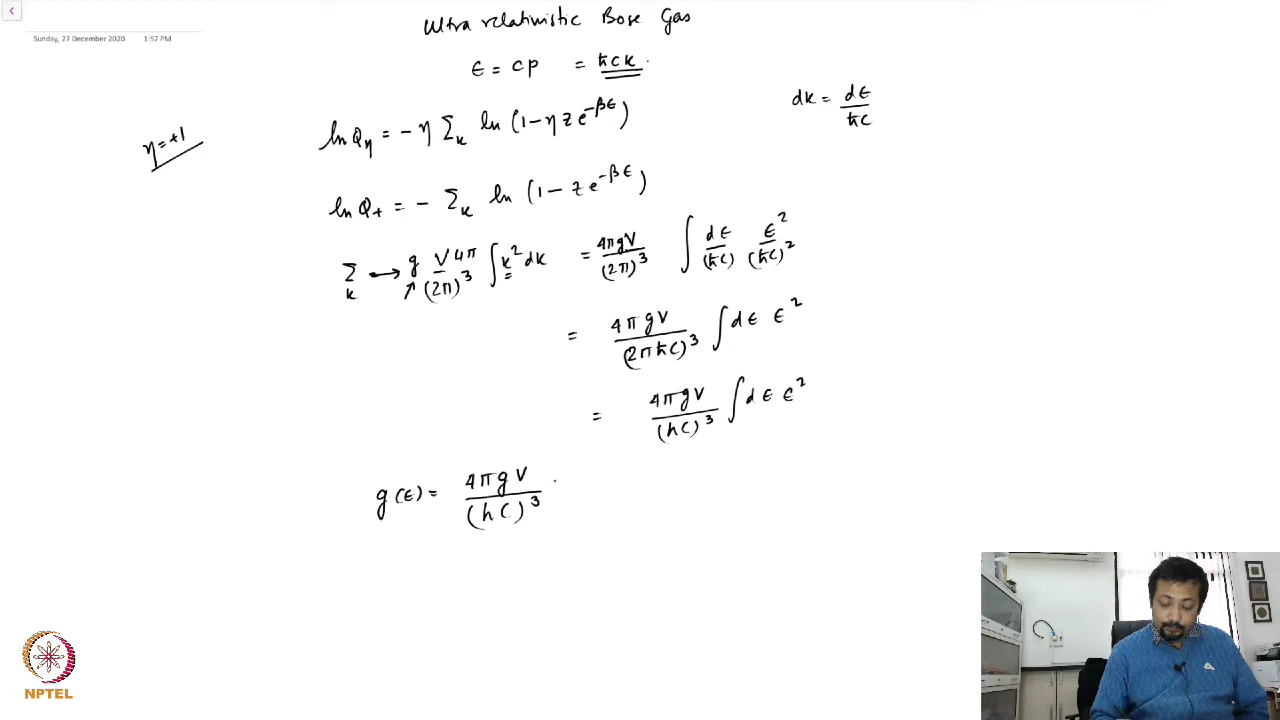 Ultra relativistic Bose Gas
Sunday, 27 December 2020 1:57 PM
ϵ = cp = ħck
dk = dϵ / ħc
η = +1
ln Q_η = − η Σ_k ln (1 − η z e^{−βϵ})
ln Q_+ = − Σ_k ln (1 − z e^{−βϵ})
Σ_k ⟷ g V 4π / (2π)^3 ∫ k^2 dk = 4πgV / (2π)^3 ∫ dϵ / (ħc) ϵ^2 / (ħc)^2
= 4πgV / (2πħc)^3 ∫ dϵ ϵ^2
= 4πgV / (hc)^3 ∫ dϵ ϵ^2
g(ϵ) = 4πgV / (hc)^3
NPTEL